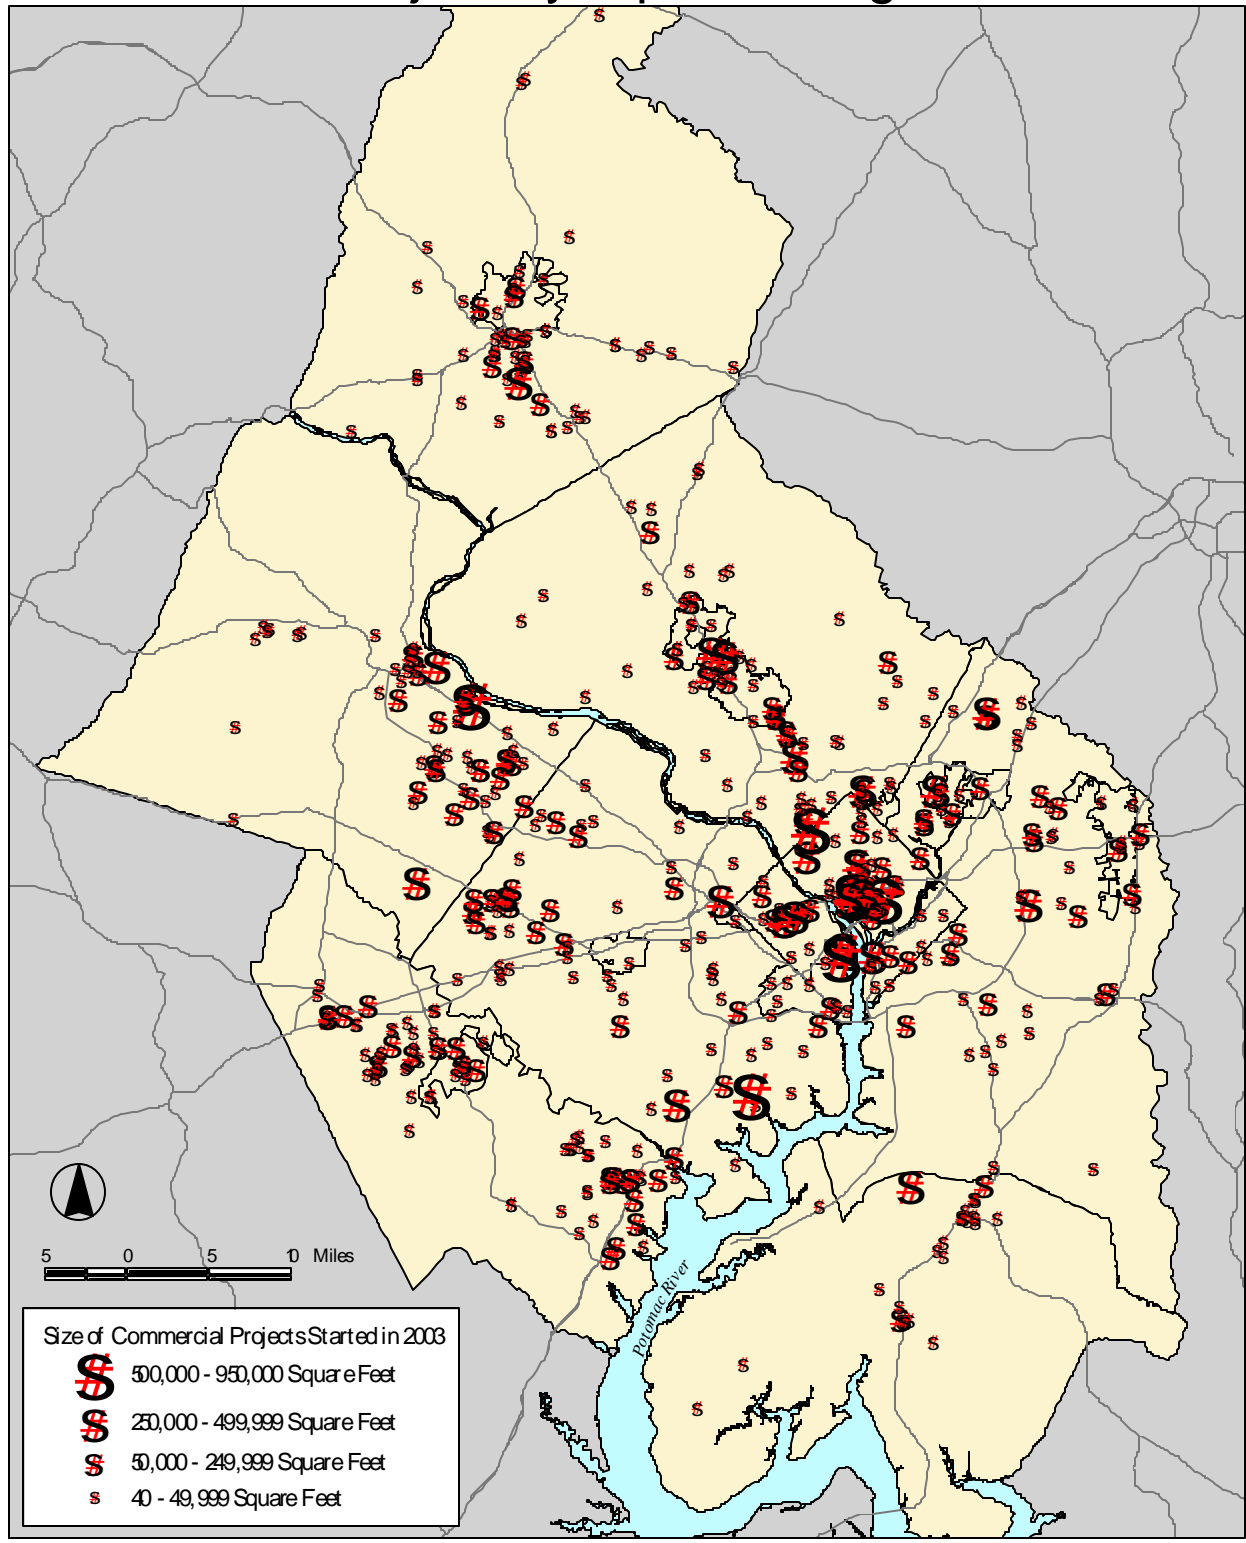 5 0 5 10 Miles
Potomac River
Size of Commercial Projects Started in 2003
500,000 - 950,000 Square Feet
250,000 - 499,999 Square Feet
50,000 - 249,999 Square Feet
40 - 49,999 Square Feet